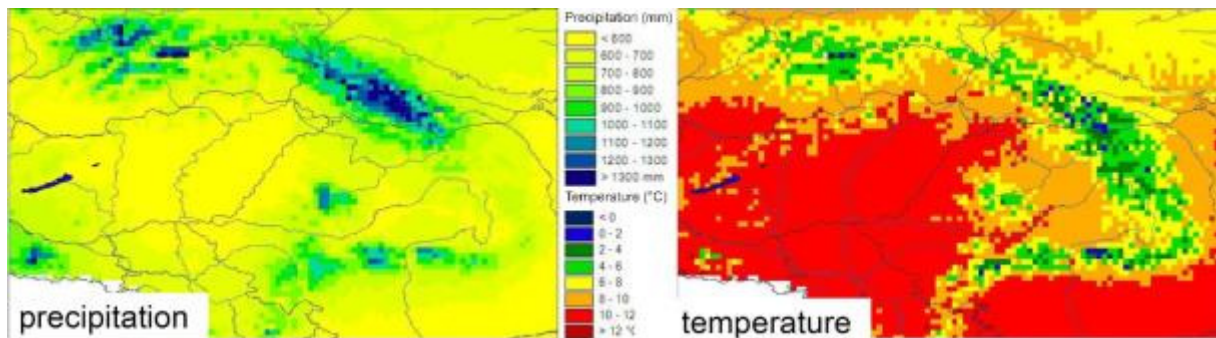 Precipitation (mm)
< 600
600 - 700
700 - 800
800 - 900
900 - 1000
1000 - 1100
1100 - 1200
1200 - 1300
> 1300 mm
Temperature (°C)
< 0
0 - 2
2 - 4
4 - 6
6 - 8
8 - 10
10 - 12
> 12 °C
precipitation
temperature